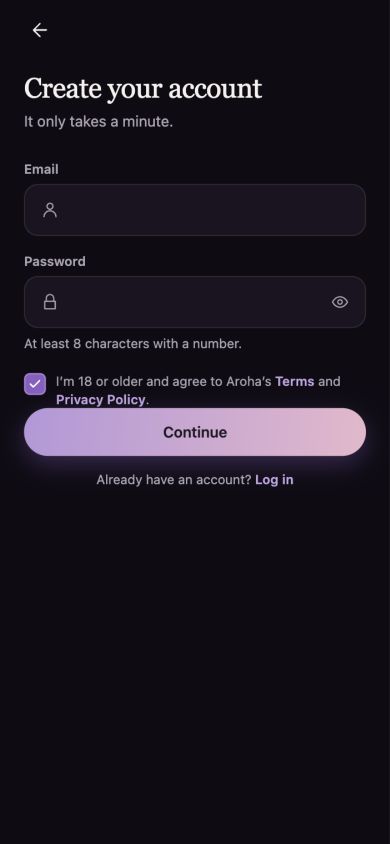 Create your account
It only takes a minute.
Email
Password
At least 8 characters with a number.
I’m 18 or older and agree to Aroha’s Terms and
Privacy Policy.
Continue
Already have an account? Log in